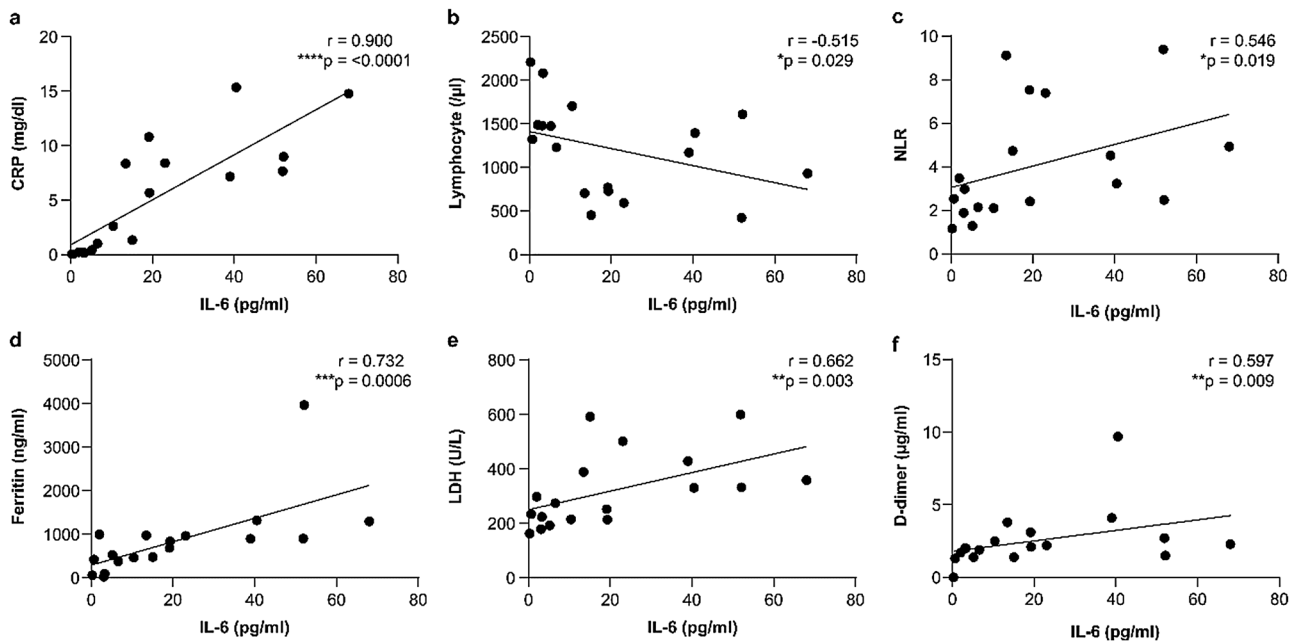 a
r = 0.900
****p = <0.0001
CRP (mg/dl)
20
15
10
5
0
0 20 40 60 80
IL-6 (pg/ml)
b
r = -0.515
*p = 0.029
Lymphocyte (/µl)
2500
2000
1500
1000
500
0
0 20 40 60 80
IL-6 (pg/ml)
c
r = 0.546
*p = 0.019
NLR
10
8
6
4
2
0
0 20 40 60 80
IL-6 (pg/ml)
d
r = 0.732
***p = 0.0006
Ferritin (ng/ml)
5000
4000
3000
2000
1000
0
0 20 40 60 80
IL-6 (pg/ml)
e
r = 0.662
**p = 0.003
LDH (U/L)
800
600
400
200
0
0 20 40 60 80
IL-6 (pg/ml)
f
r = 0.597
**p = 0.009
D-dimer (µg/ml)
15
10
5
0
0 20 40 60 80
IL-6 (pg/ml)